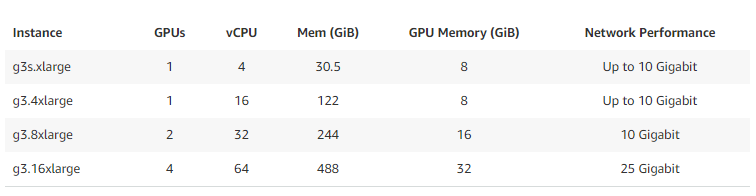 Instance GPUs vCPU Mem (GiB) GPU Memory (GiB) Network Performance
g3s.xlarge 1 4 30.5 8 Up to 10 Gigabit
g3.4xlarge 1 16 122 8 Up to 10 Gigabit
g3.8xlarge 2 32 244 16 10 Gigabit
g3.16xlarge 4 64 488 32 25 Gigabit